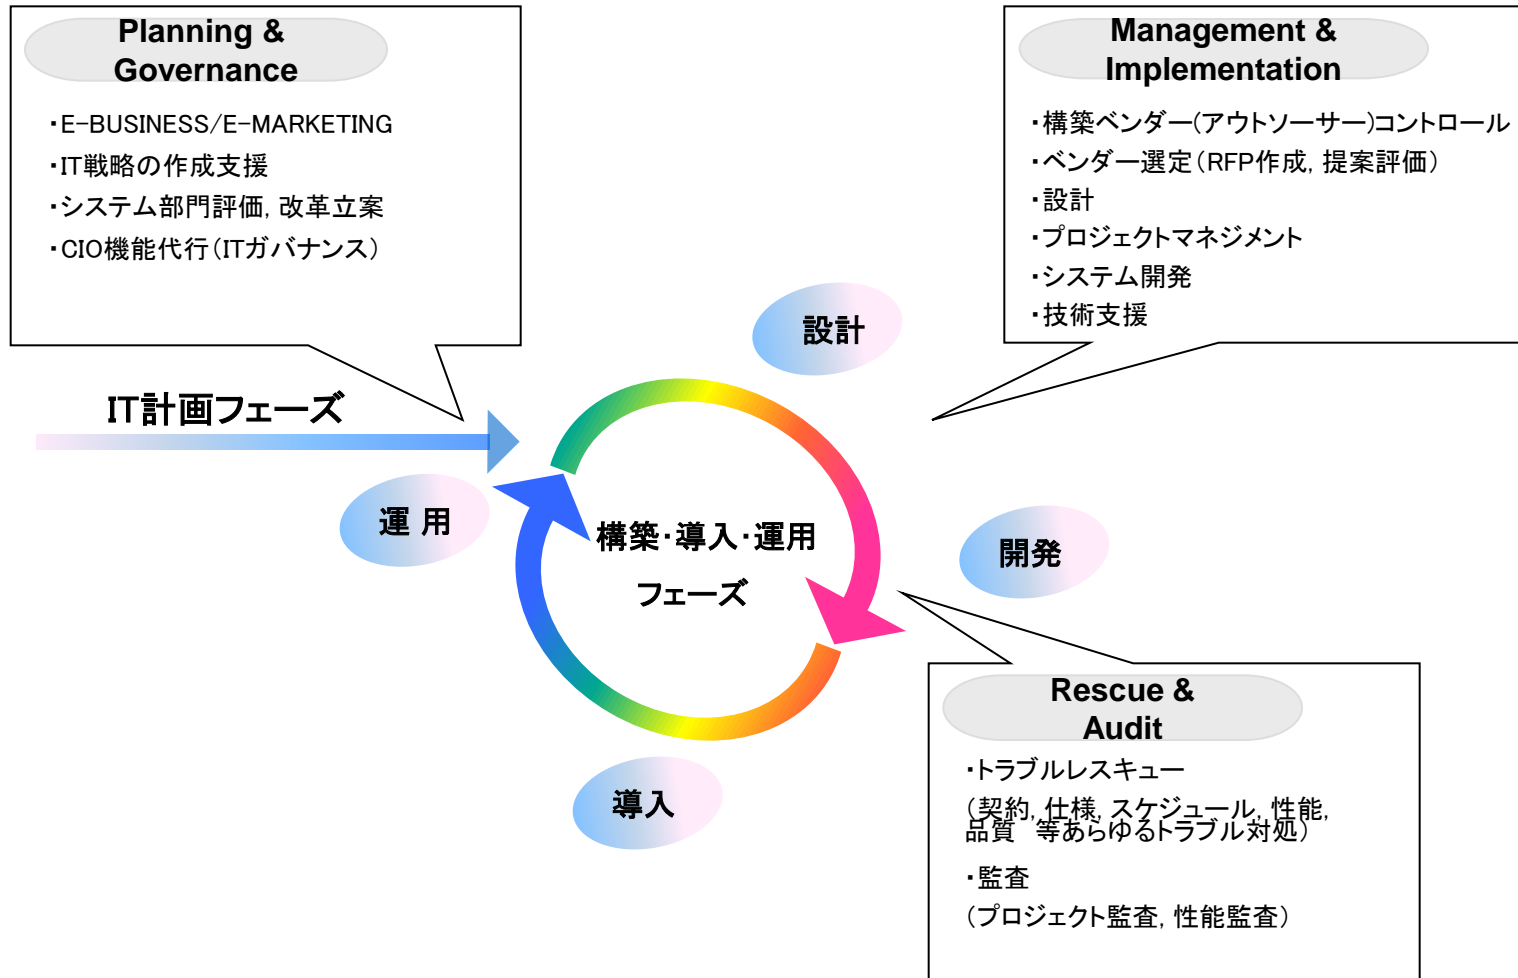 Planning &
Governance
・E-BUSINESS/E-MARKETING
・IT戦略の作成支援
・システム部門評価, 改革立案
・CIO機能代行（ITガバナンス）
Management &
Implementation
・構築ベンダー(アウトソーサー)コントロール
・ベンダー選定（RFP作成, 提案評価）
・設計
・プロジェクトマネジメント
・システム開発
・技術支援
設計
IT計画フェーズ
運 用
構築・導入・運用
フェーズ
開発
導入
Rescue &
Audit
・トラブルレスキュー
（契約, 仕様, スケジュール, 性能,
品質　等あらゆるトラブル対処）
・監査
（プロジェクト監査, 性能監査）